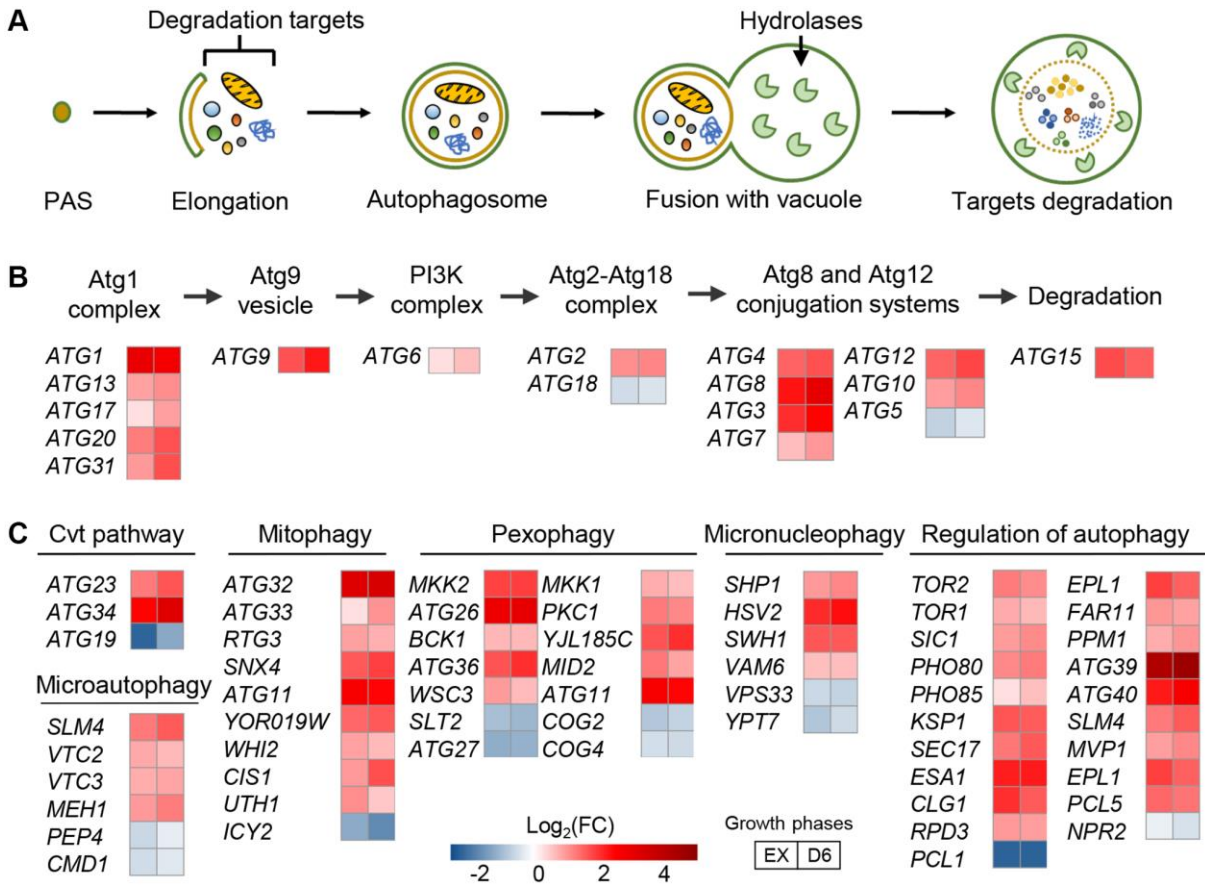 A
Degradation targets
Hydrolases
PAS
Elongation
Autophagosome
Fusion with vacuole
Targets degradation
B
Atg1
complex
Atg9
vesicle
PI3K
complex
Atg2-Atg18
complex
Atg8 and Atg12
conjugation systems
Degradation
ATG1
ATG13
ATG17
ATG20
ATG31
ATG9
ATG6
ATG2
ATG18
ATG4
ATG8
ATG3
ATG7
ATG12
ATG10
ATG5
ATG15
C
Cvt pathway
ATG23
ATG34
ATG19
Microautophagy
SLM4
VTC2
VTC3
MEH1
PEP4
CMD1
Mitophagy
ATG32
ATG33
RTG3
SNX4
ATG11
YOR019W
WHI2
CIS1
UTH1
ICY2
Pexophagy
MKK2
ATG26
BCK1
ATG36
WSC3
SLT2
ATG27
MKK1
PKC1
YJL185C
MID2
ATG11
COG2
COG4
Micronucleophagy
SHP1
HSV2
SWH1
VAM6
VPS33
YPT7
Regulation of autophagy
TOR2
TOR1
SIC1
PHO80
PHO85
KSP1
SEC17
ESA1
CLG1
RPD3
PCL1
EPL1
FAR11
PPM1
ATG39
ATG40
SLM4
MVP1
EPL1
PCL5
NPR2
Log2(FC)
-2 0 2 4
Growth phases
EX D6